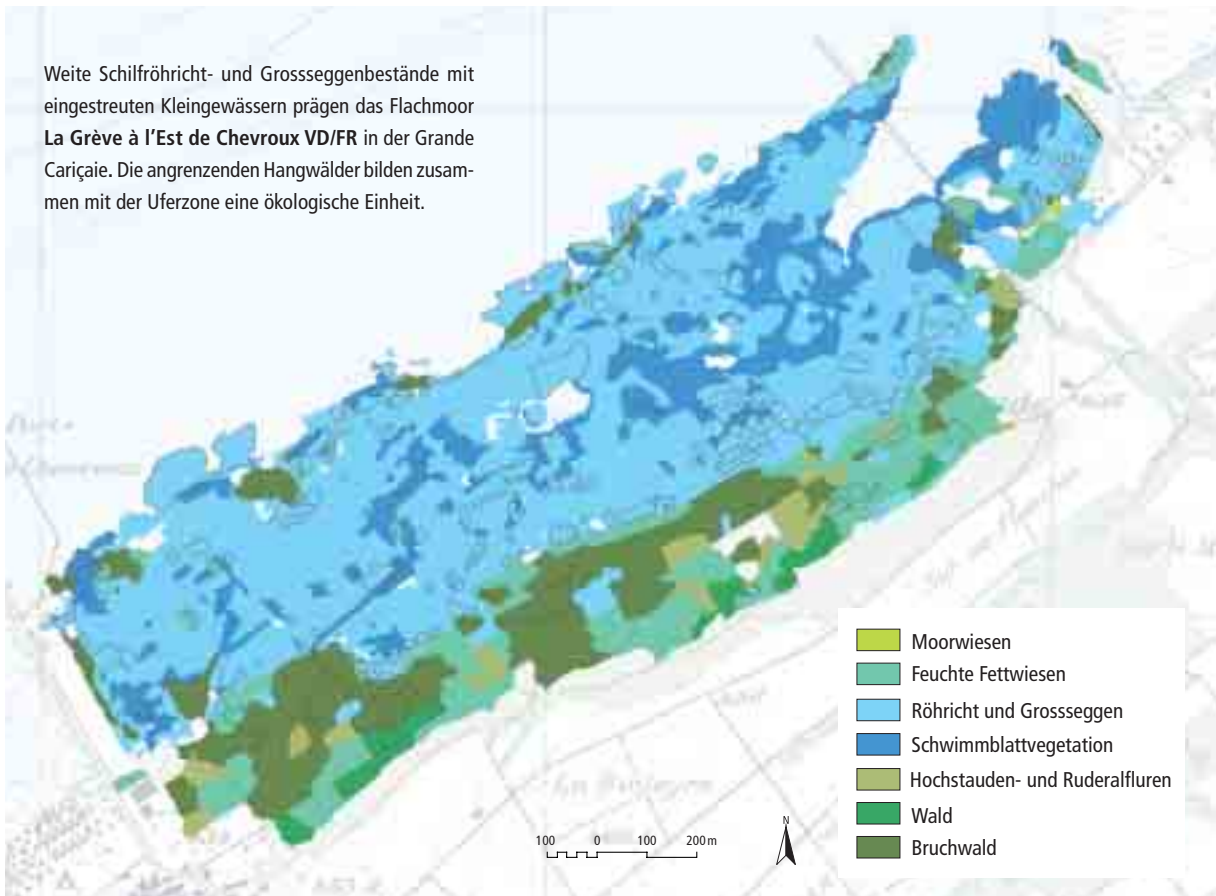 Weite Schilfröhricht- und Grossseggenbestände mit
eingestreuten Kleingewässern prägen das Flachmoor
La Grève à l'Est de Chevroux VD/FR in der Grande
Cariçaie. Die angrenzenden Hangwälder bilden zusam-
men mit der Uferzone eine ökologische Einheit.
Moorwiesen
Feuchte Fettwiesen
Röhricht und Grossseggen
Schwimmblattvegetation
Hochstauden- und Ruderalfluren
Wald
Bruchwald
100 0 100 200 m
N